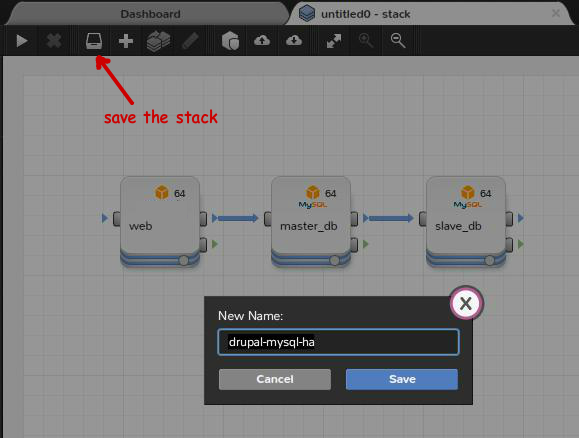 Dashboard
untitled0 - stack
save the stack
64
web
64
MySQL
master_db
64
MySQL
slave_db
New Name:
drupal-mysql-ha
Cancel
Save